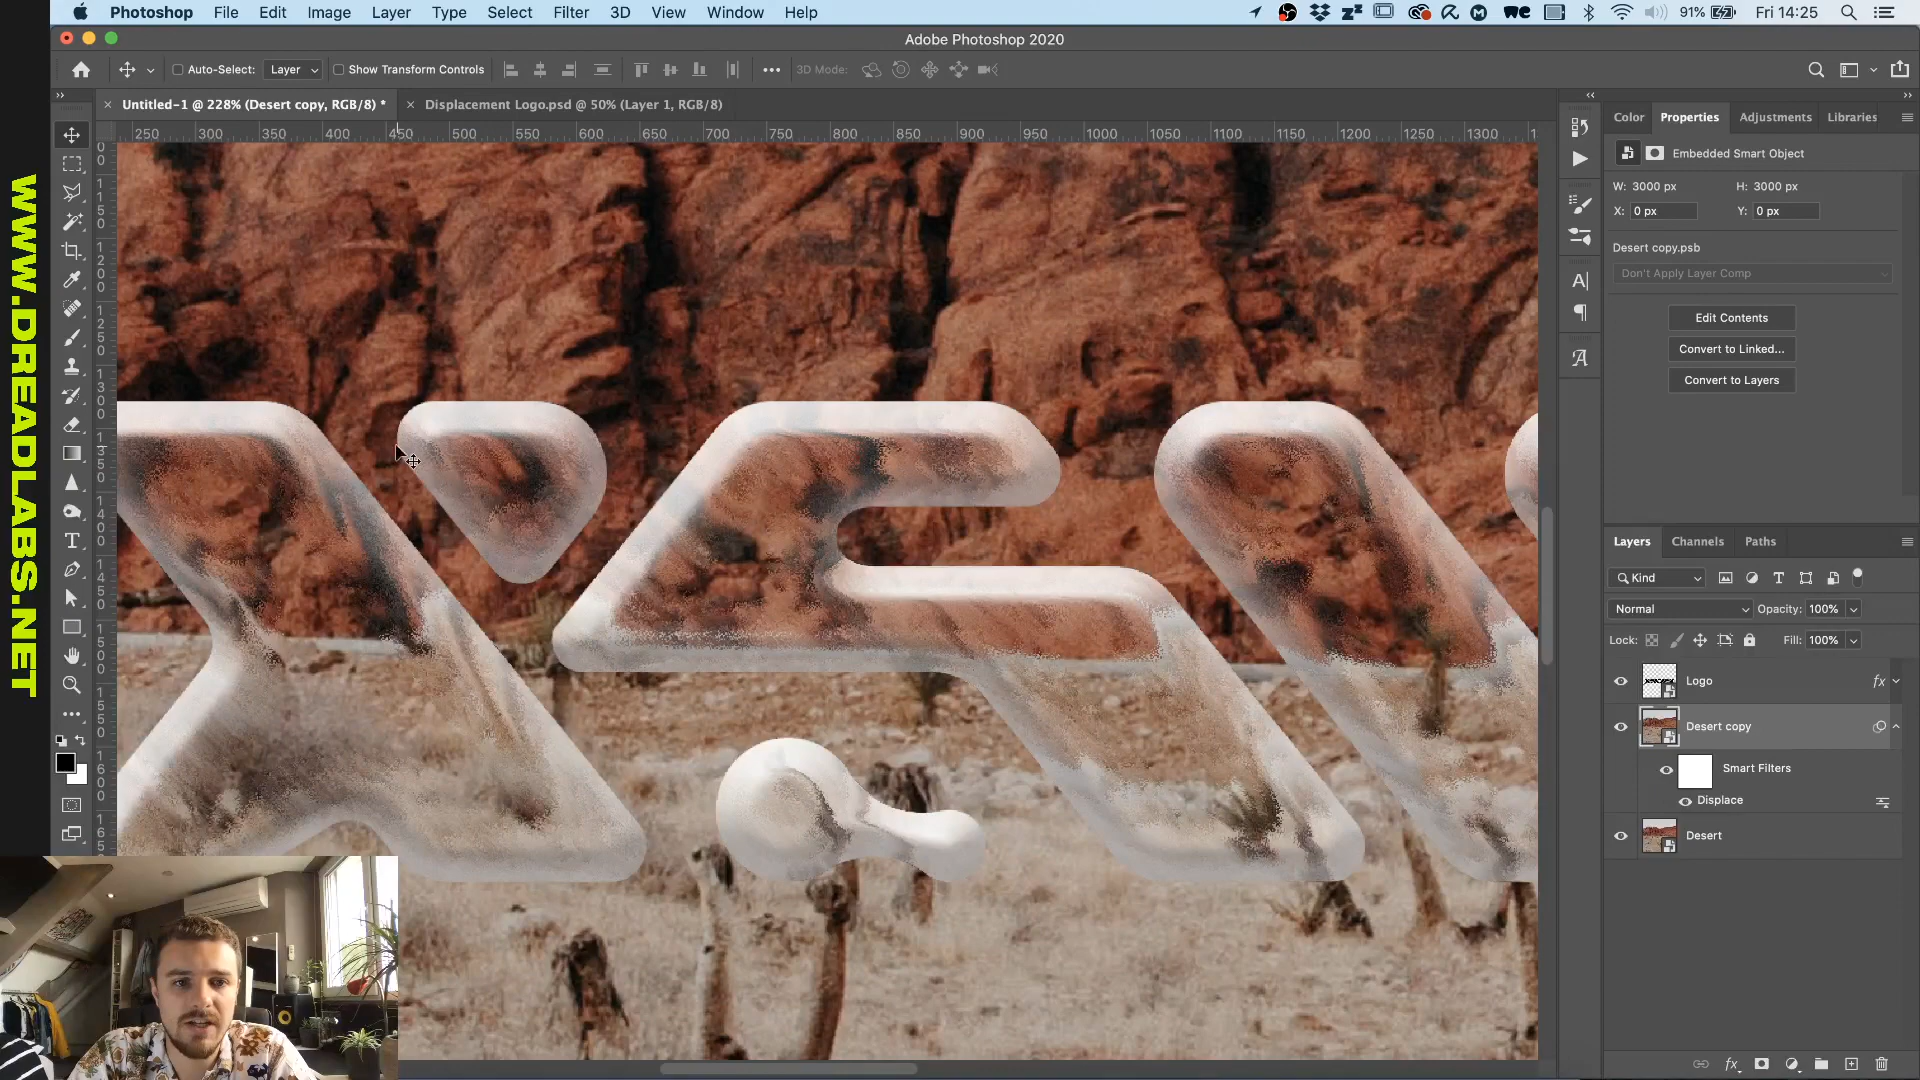 Photoshop File Edit Image Layer Type Select Filter 3D View Window Help
91% Fri 14:25
Adobe Photoshop 2020
Auto-Select: Layer Show Transform Controls 3D Mode:
Untitled-1 @ 228% (Desert copy, RGB/8) * Displacement Logo.psd @ 50% (Layer 1, RGB/8)
250 300 350 400 450 500 550 600 650 700 750 800 850 900 950 1000 1050 1100 1150 1200 1250 1300
WWW.DREADLABS.NET
Color Properties Adjustments Libraries
Embedded Smart Object
W: 3000 px H: 3000 px
X: 0 px Y: 0 px
Desert copy.psb
Don't Apply Layer Comp
Edit Contents
Convert to Linked...
Convert to Layers
Layers Channels Paths
Kind
Normal Opacity: 100%
Lock: Fill: 100%
Logo fx
Desert copy
Smart Filters
Displace
Desert
fx